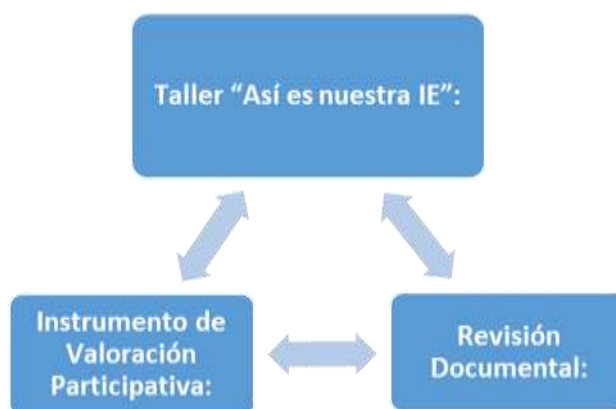 Taller “Así es nuestra IE”:
Instrumento de
Valoración
Participativa:
Revisión
Documental: